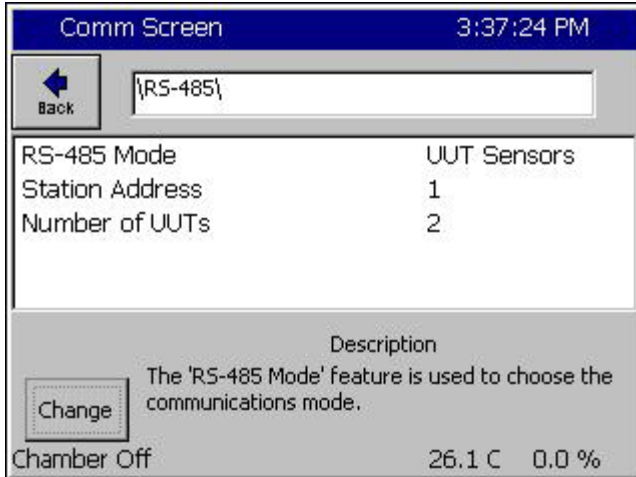 Comm Screen 3:37:24 PM
Back
\RS-485\
RS-485 Mode UUT Sensors
Station Address 1
Number of UUTs 2
Description
The 'RS-485 Mode' feature is used to choose the
communications mode.
Change
Chamber Off 26.1 C 0.0 %